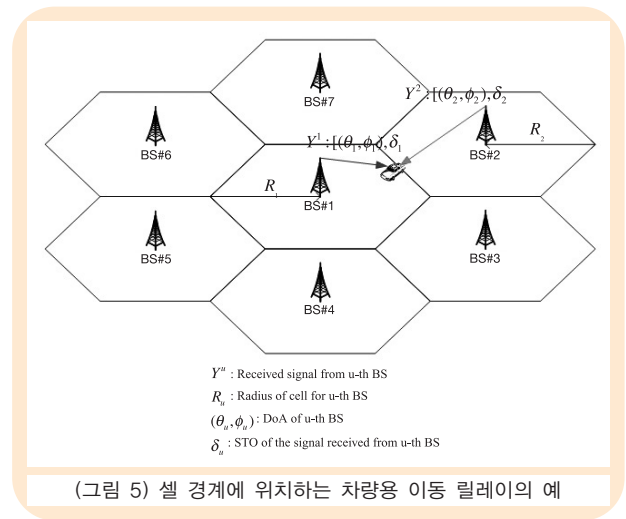 BS#7
Y² : [(θ₂,ϕ₂),δ₂
BS#6
BS#2
R₂
Y¹ : [(θ₁,ϕ₁),δ₁
R₁
BS#1
BS#5
BS#3
BS#4
Yᵘ : Received signal from u-th BS
Rᵤ : Radius of cell for u-th BS
(θᵤ,ϕᵤ) : DoA of u-th BS
δᵤ : STO of the signal received from u-th BS
(그림 5) 셀 경계에 위치하는 차량용 이동 릴레이의 예